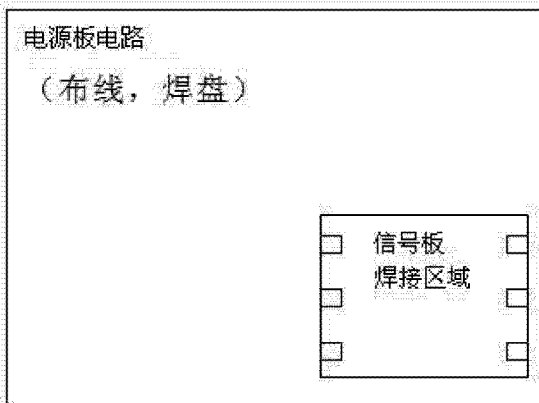 电源板电路
（布线，焊盘）
信号板
焊接区域